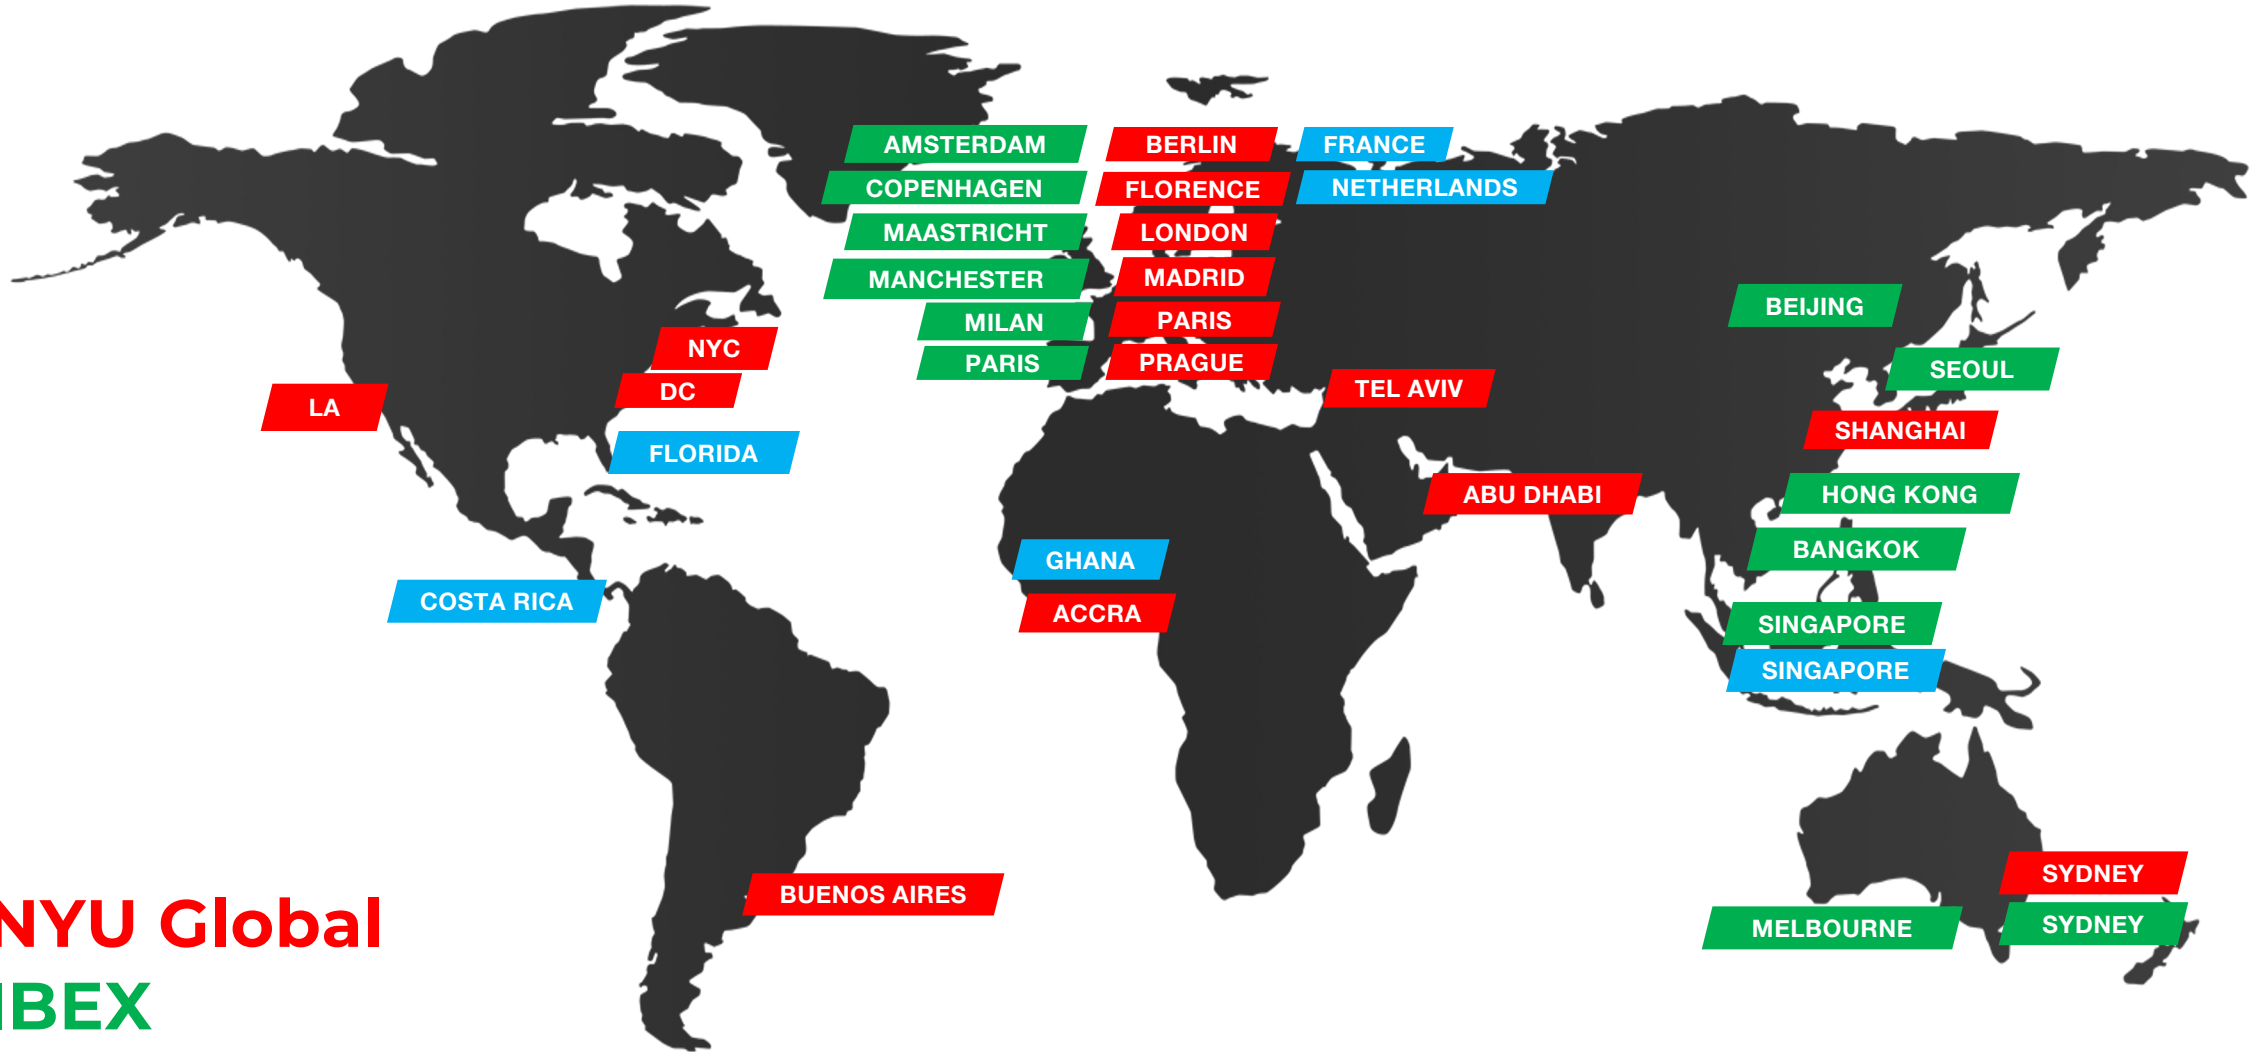 AMSTERDAM
BERLIN
FRANCE
COPENHAGEN
FLORENCE
NETHERLANDS
MAASTRICHT
LONDON
MANCHESTER
MADRID
MILAN
PARIS
PARIS
PRAGUE
BEIJING
NYC
SEOUL
DC
TEL AVIV
LA
SHANGHAI
FLORIDA
ABU DHABI
HONG KONG
GHANA
BANGKOK
COSTA RICA
ACCRA
SINGAPORE
SINGAPORE
BUENOS AIRES
SYDNEY
MELBOURNE
SYDNEY
NYU Global
IBEX